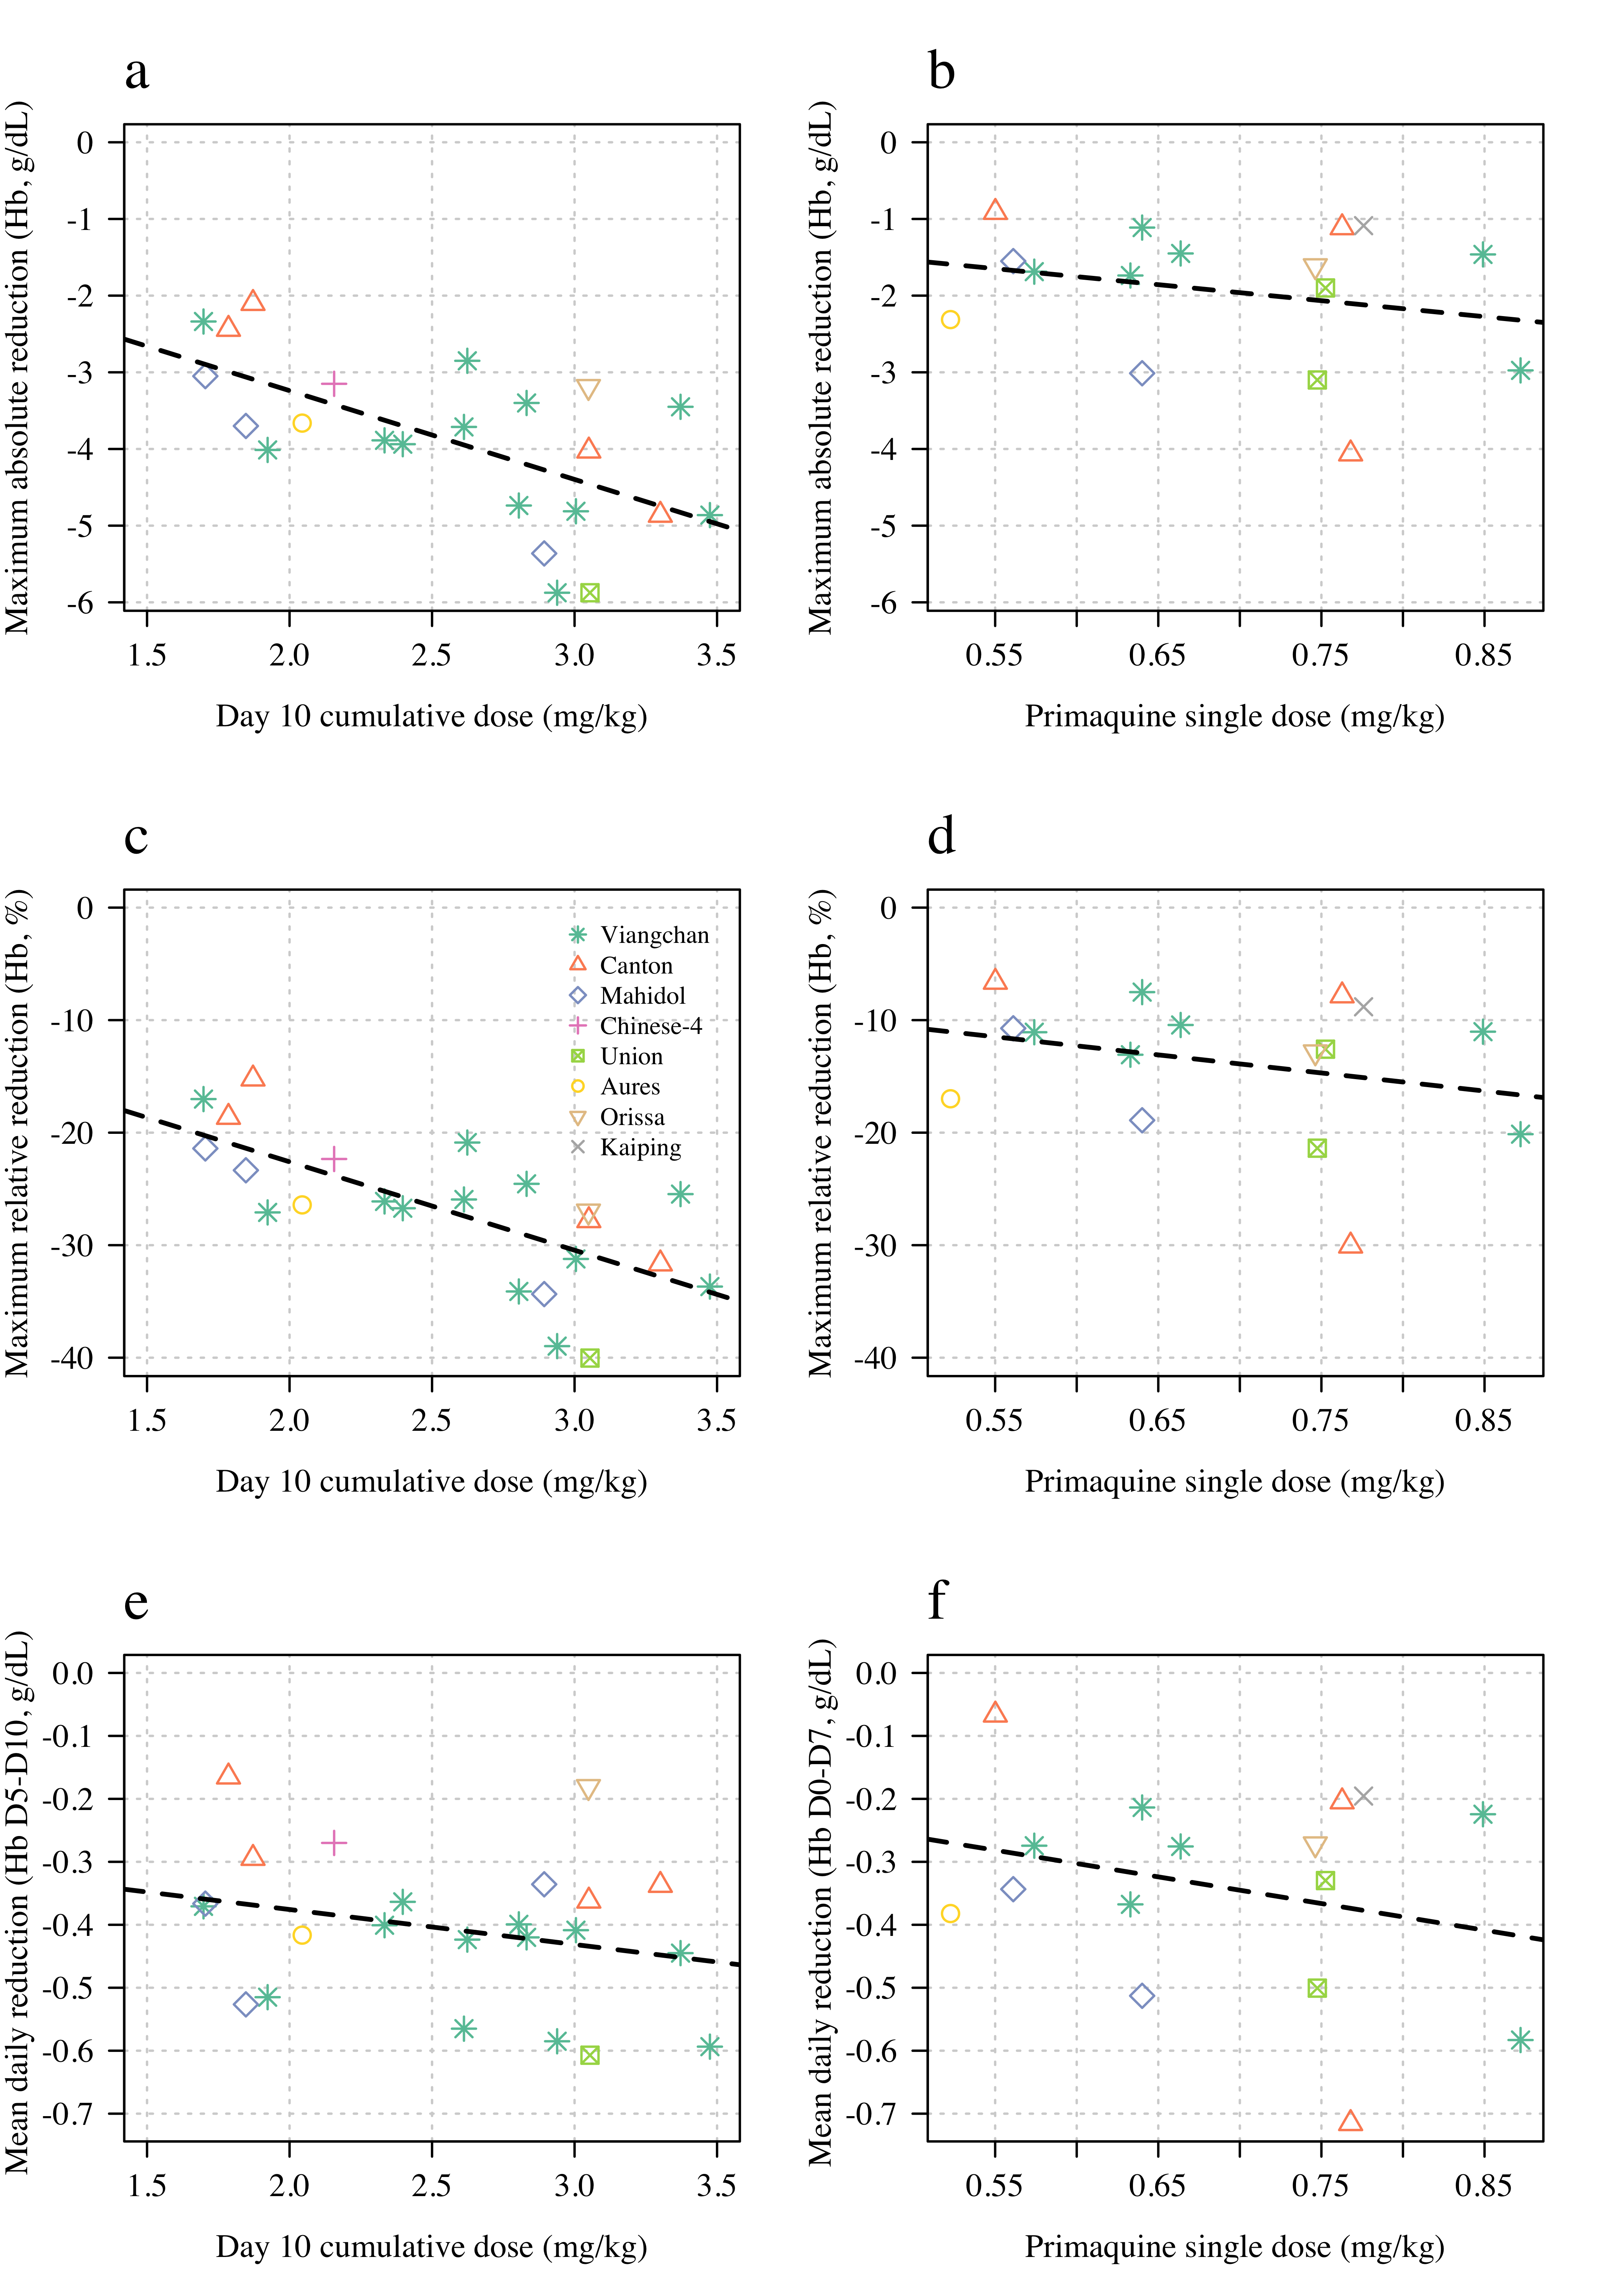 a
Maximum absolute reduction (Hb, g/dL)
0
-1
-2
-3
-4
-5
-6
1.5 2.0 2.5 3.0 3.5
Day 10 cumulative dose (mg/kg)
b
Maximum absolute reduction (Hb, g/dL)
0
-1
-2
-3
-4
-5
-6
0.55 0.65 0.75 0.85
Primaquine single dose (mg/kg)
c
Maximum relative reduction (Hb, %)
0
-10
-20
-30
-40
Viangchan
Canton
Mahidol
Chinese-4
Union
Aures
Orissa
Kaiping
1.5 2.0 2.5 3.0 3.5
Day 10 cumulative dose (mg/kg)
d
Maximum relative reduction (Hb, %)
0
-10
-20
-30
-40
0.55 0.65 0.75 0.85
Primaquine single dose (mg/kg)
e
Mean daily reduction (Hb D5-D10, g/dL)
0.0
-0.1
-0.2
-0.3
-0.4
-0.5
-0.6
-0.7
1.5 2.0 2.5 3.0 3.5
Day 10 cumulative dose (mg/kg)
f
Mean daily reduction (Hb D0-D7, g/dL)
0.0
-0.1
-0.2
-0.3
-0.4
-0.5
-0.6
-0.7
0.55 0.65 0.75 0.85
Primaquine single dose (mg/kg)